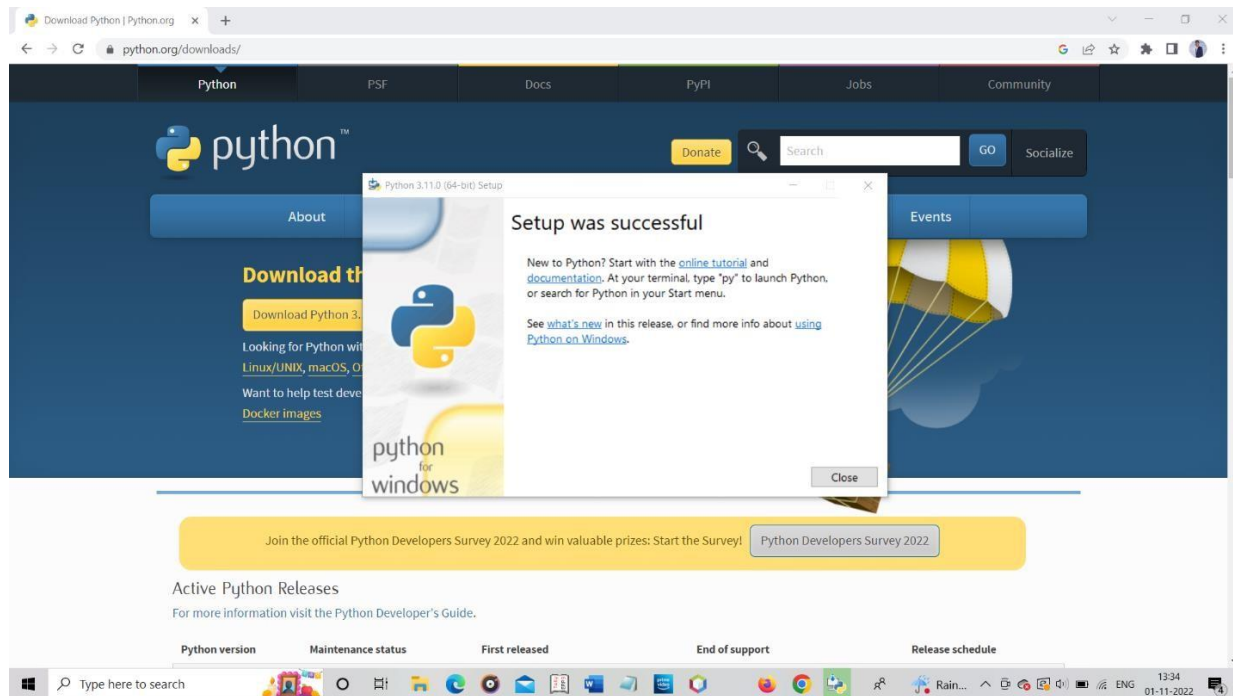 Download Python | Python.org
python.org/downloads/
Python PSF Docs PyPI Jobs Community
python™
Donate Search GO Socialize
Python 3.11.0 (64-bit) Setup
About Events
Setup was successful
New to Python? Start with the online tutorial and
documentation. At your terminal, type "py" to launch Python,
or search for Python in your Start menu.
See what's new in this release, or find more info about using
Python on Windows.
python
for
windows
Close
Download th
Download Python 3.
Looking for Python wit
Linux/UNIX, macOS, O
Want to help test deve
Docker images
Join the official Python Developers Survey 2022 and win valuable prizes: Start the Survey! Python Developers Survey 2022
Active Python Releases
For more information visit the Python Developer's Guide.
Python version Maintenance status First released End of support Release schedule
Type here to search Rain... ENG 13:34
011-11-2022